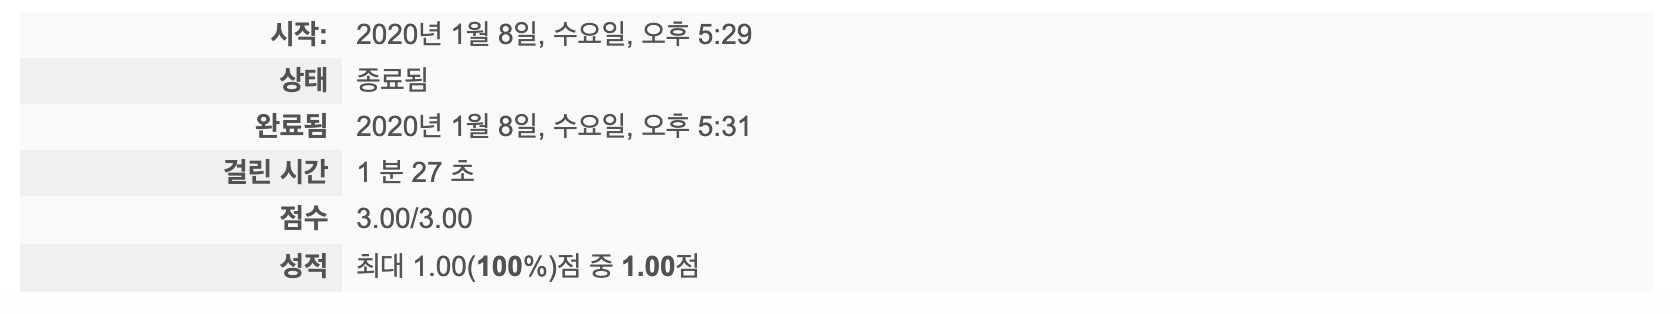 시작: 2020년 1월 8일, 수요일, 오후 5:29
상태 종료됨
완료됨 2020년 1월 8일, 수요일, 오후 5:31
걸린 시간 1 분 27 초
점수 3.00/3.00
성적 최대 1.00(100%)점 중 1.00점